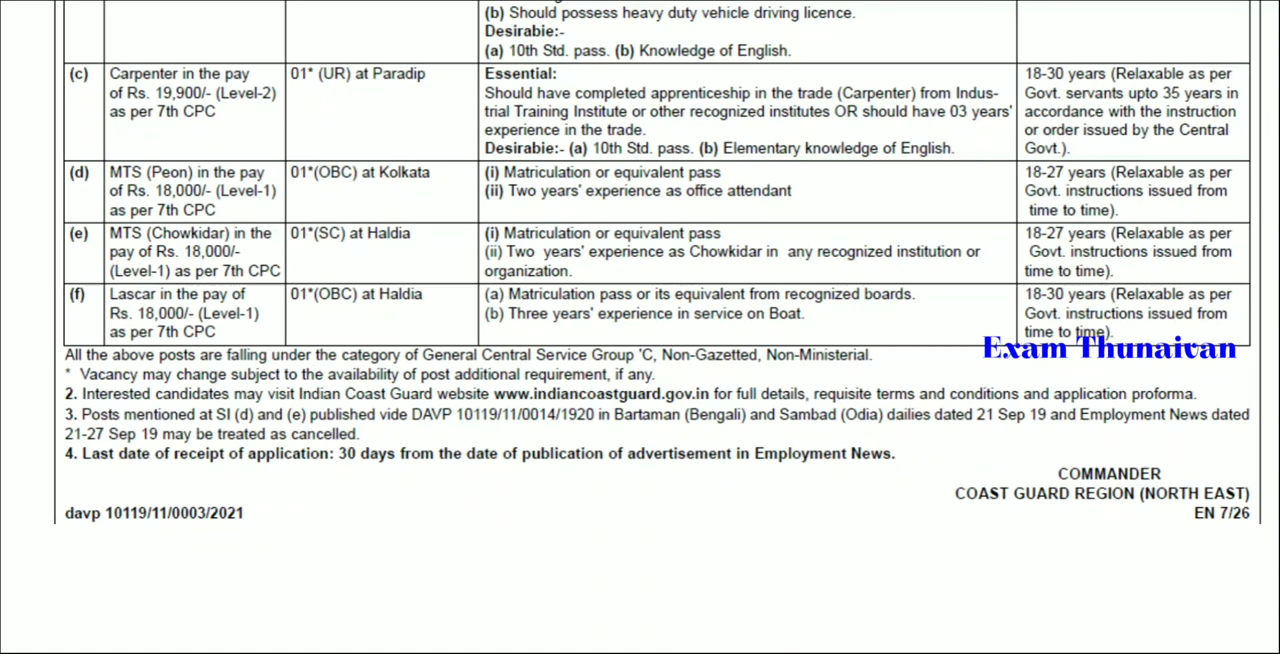 (b) Should possess heavy duty vehicle driving licence.
Desirabie:-
(a) 10th Std. pass. (b) Knowledge of English.
(c) Carpenter in the pay of Rs. 19,900/- (Level-2) as per 7th CPC
01* (UR) at Paradip
Essential:
Should have completed apprenticeship in the trade (Carpenter) from Indus-
trial Training Institute or other recognized institutes OR should have 03 years'
experience in the trade.
Desirable:- (a) 10th Std. pass. (b) Elementary knowledge of English.
18-30 years (Relaxable as per
Govt. servants upto 35 years in
accordance with the instruction
or order issued by the Central
Govt.).
(d) MTS (Peon) in the pay
of Rs. 18,000/- (Level-1)
as per 7th CPC
01*(OBC) at Kolkata
(i) Matriculation or equivalent pass
(ii) Two years' experience as office attendant
18-27 years (Relaxable as per
Govt. instructions issued from
time to time).
(e) MTS (Chowkidar) in the
pay of Rs. 18,000/-
(Level-1) as per 7th CPC
01*(SC) at Haldia
(i) Matriculation or equivalent pass
(ii) Two years' experience as Chowkidar in any recognized institution or
organization.
18-27 years (Relaxable as per
Govt. instructions issued from
time to time).
(f) Lascar in the pay of
Rs. 18,000/- (Level-1)
as per 7th CPC
01*(OBC) at Haldia
(a) Matriculation pass or its equivalent from recognized boards.
(b) Three years' experience in service on Boat.
18-30 years (Relaxable as per
Govt. instructions issued from
time to time).
Exam Thunaivan
All the above posts are falling under the category of General Central Service Group 'C, Non-Gazetted, Non-Ministerial.
* Vacancy may change subject to the availability of post additional requirement, if any.
2. Interested candidates may visit Indian Coast Guard website www.indiancoastguard.gov.in for full details, requisite terms and conditions and application proforma.
3. Posts mentioned at SI (d) and (e) published vide DAVP 10119/11/0014/1920 in Bartaman (Bengali) and Sambad (Odia) dailies dated 21 Sep 19 and Employment News dated
21-27 Sep 19 may be treated as cancelled.
4. Last date of receipt of application: 30 days from the date of publication of advertisement in Employment News.
COMMANDER
COAST GUARD REGION (NORTH EAST)
davp 10119/11/0003/2021
EN 7/26